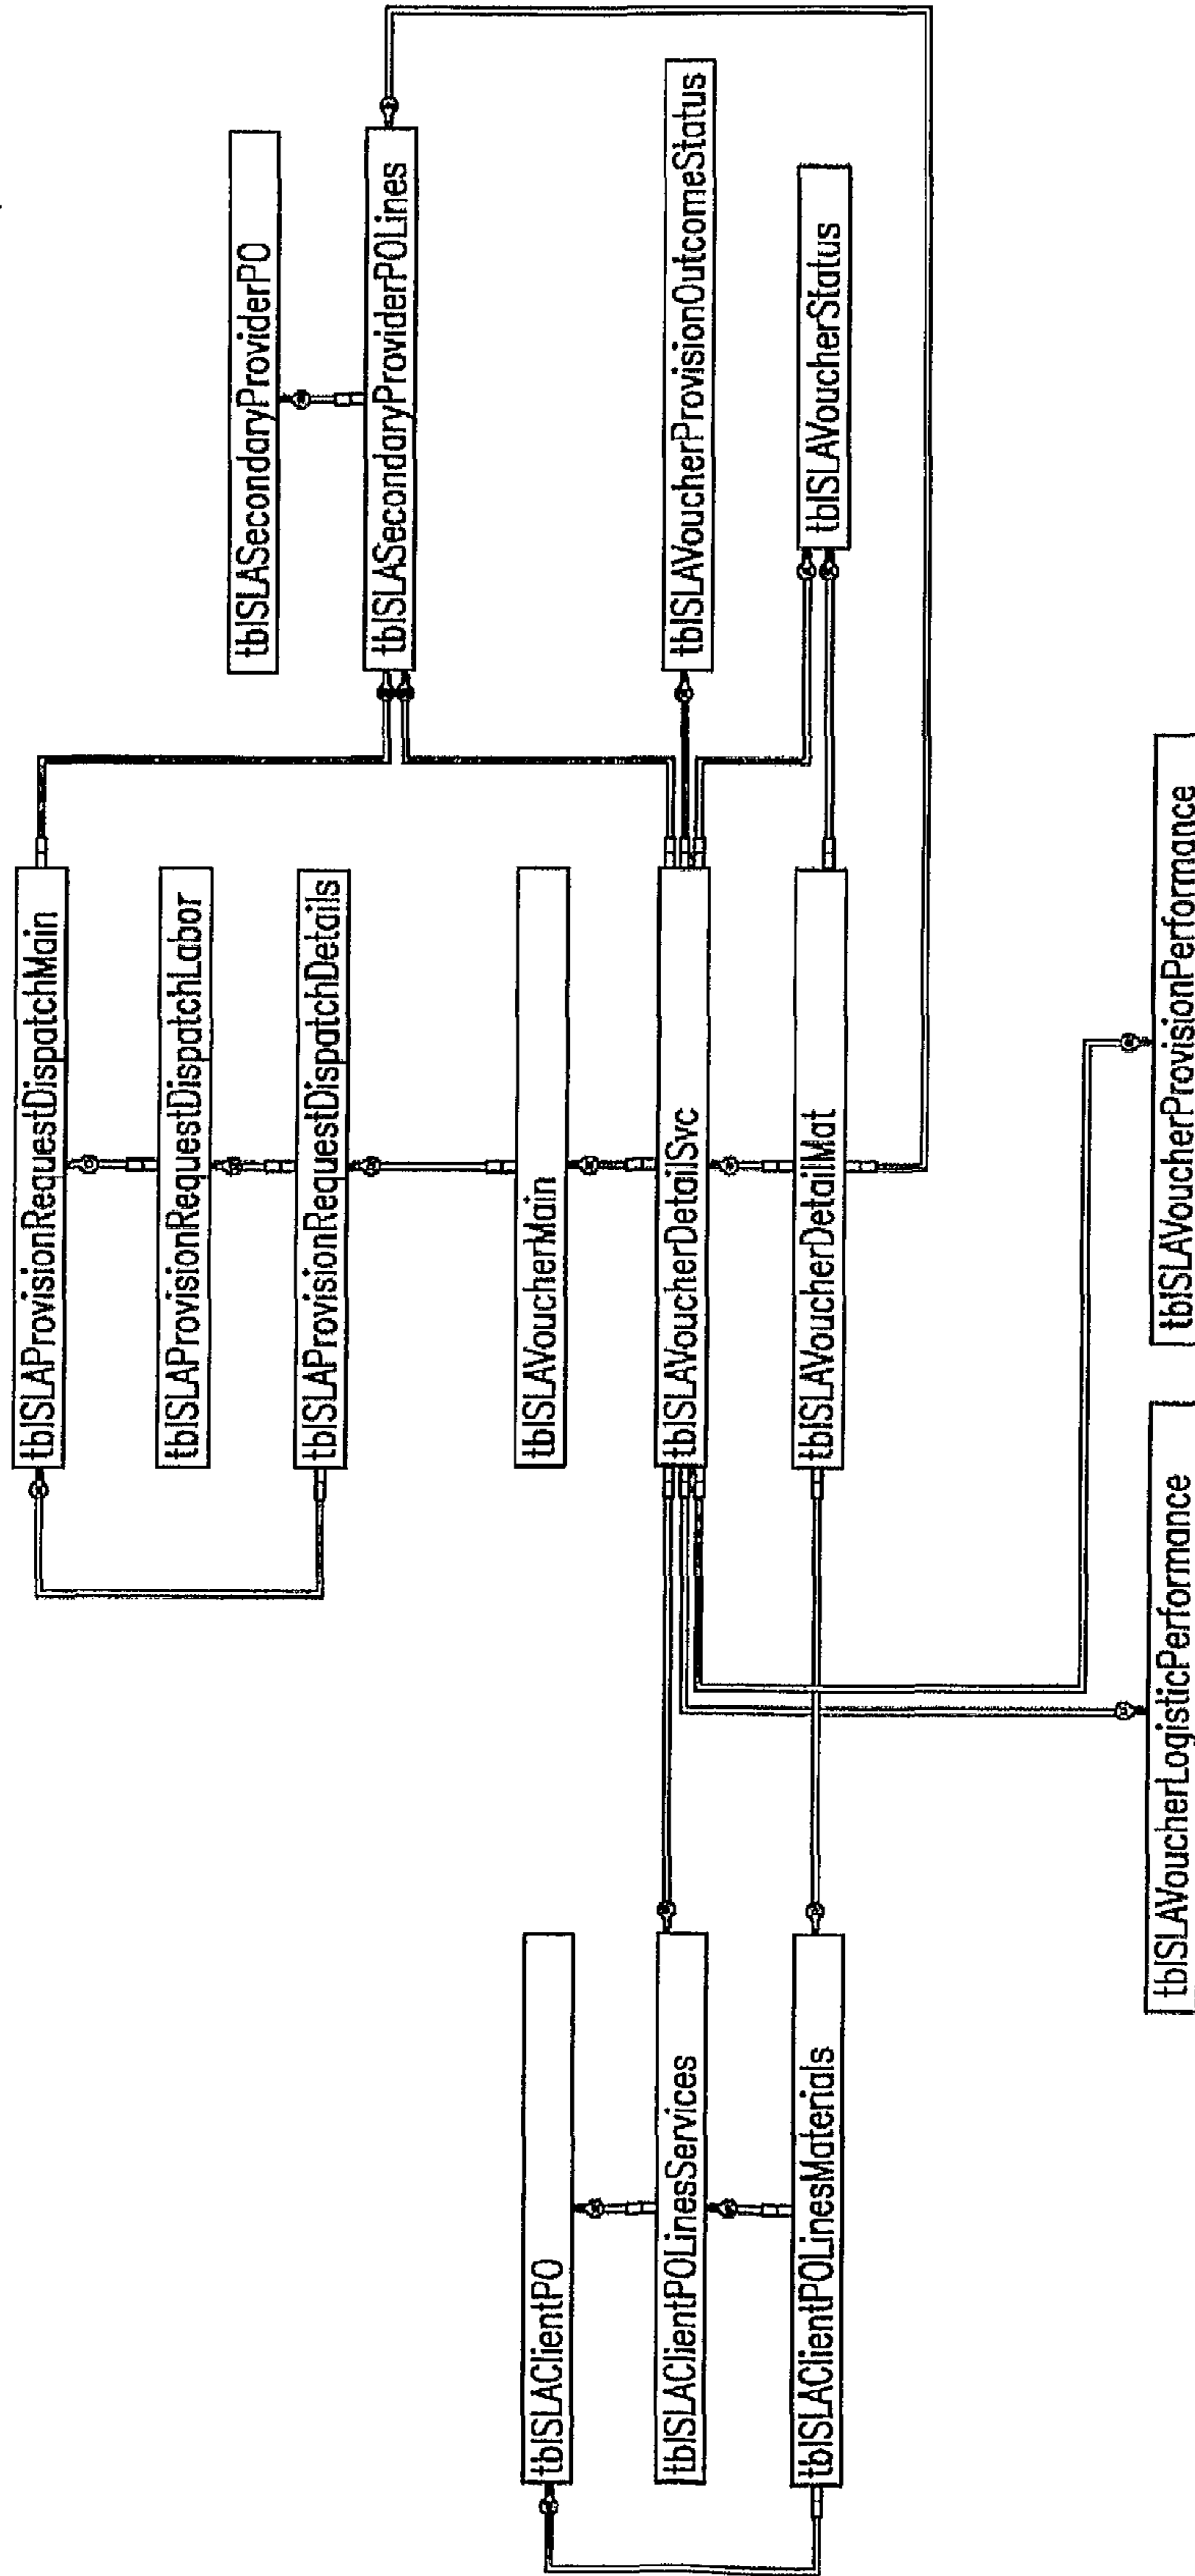 tblSLAProvisionRequestDispatchMain
tblSLAProvisionRequestDispatchLabor
tblSLAProvisionRequestDispatchDetails
tblSLASecondaryProviderPO
tblSLASecondaryProviderPOLines
tblSLAClientPO
tblSLAVoucherMain
tblSLAClientPOLinesServices
tblSLAVoucherDetailSvc
tblSLAVoucherProvisionOutcomeStatus
tblSLAClientPOLinesMaterials
tblSLAVoucherDetailMat
tblSLAVoucherStatus
tblSLAVoucherLogisticPerformance
tblSLAVoucherProvisionPerformance